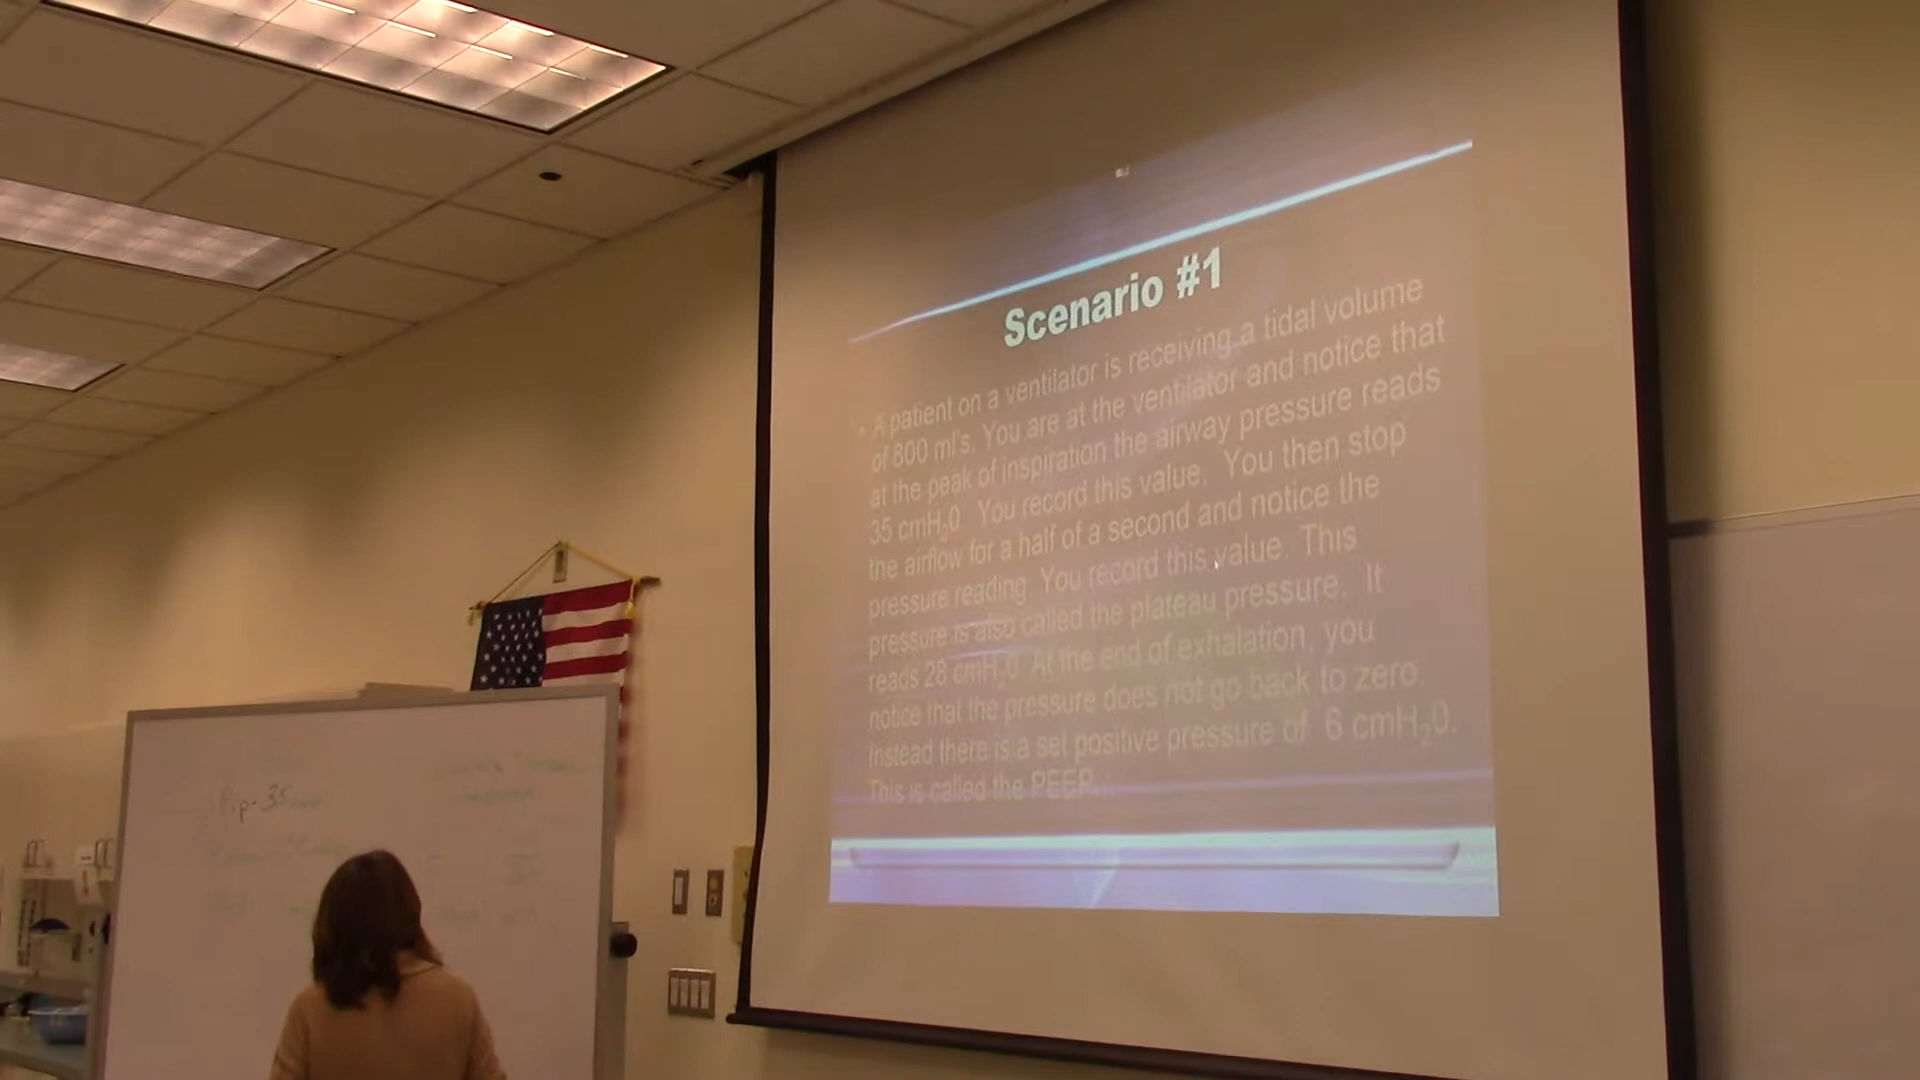 Scenario #1
A patient on a ventilator is receiving a tidal volume
of 800 ml's. You are at the ventilator and notice that
at the peak of inspiration the airway pressure reads
35 cmH₂0 You record this value. You then stop
the airflow for a half of a second and notice the
pressure reading. You record this value. This
pressure is also called the plateau pressure. It
reads 28 cmH₂0 At the end of exhalation, you
notice that the pressure does not go back to zero.
Instead there is a set positive pressure of 6 cmH₂0.
This is called the PEEP.
Pip- 35